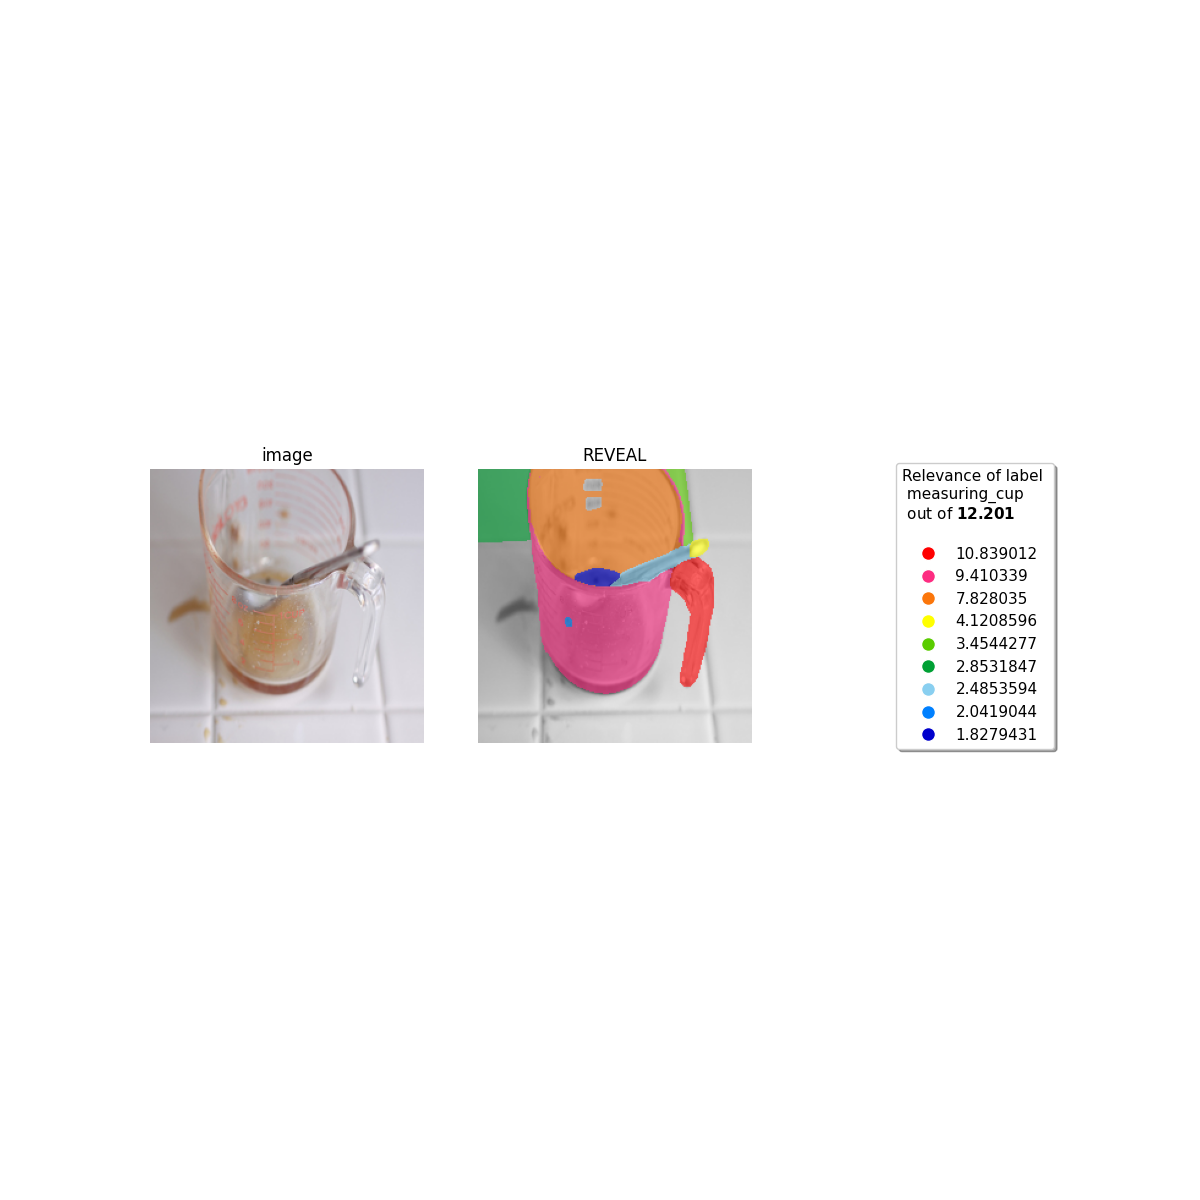 image
REVEAL
Relevance of label
measuring_cup
out of 12.201
10.839012
9.410339
7.828035
4.1208596
3.4544277
2.8531847
2.4853594
2.0419044
1.8279431